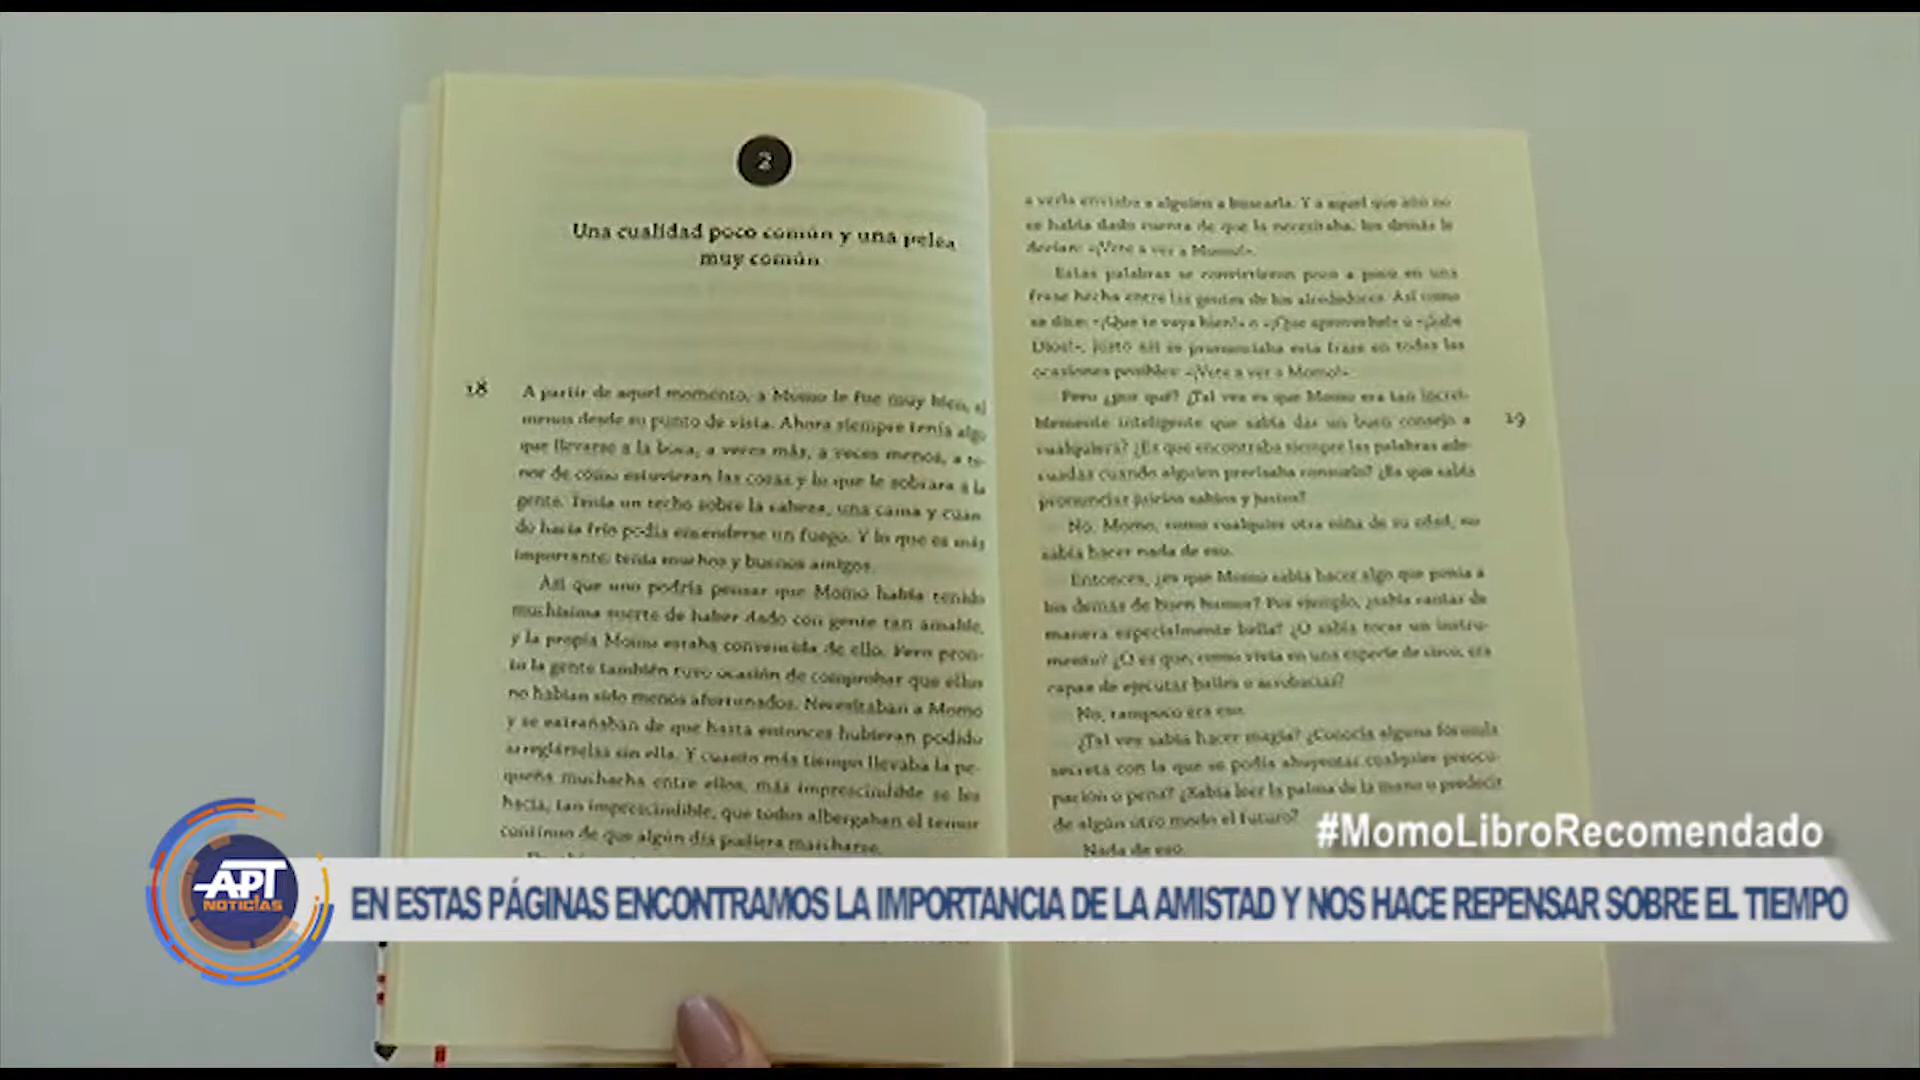 2
Una cualidad poco común y una pelea
muy común
18
A partir de aquel momento, a Momo le fue muy bien, al
menos desde su punto de vista. Ahora siempre tenía algo
que llevarse a la boca, a veces más, a veces menos, a te-
nor de cómo estuvieran las cosas y lo que le sobrara a la
gente. Tenía un techo sobre la cabeza, una cama y cuan-
do hacía frío podía encenderse un fuego. Y lo que es más
importante: tenía muchos y buenos amigos.
Así que uno podría pensar que Momo había tenido
muchísima suerte de haber dado con gente tan amable,
y la propia Momo estaba convencida de ello. Pero pron-
to la gente también tuvo ocasión de comprobar que ellos
no habían sido menos afortunados. Necesitaban a Momo
y se extrañaban de que hasta entonces hubieran podido
arreglárselas sin ella. Y cuanto más tiempo llevaba la pe-
queña muchacha entre ellos, más imprescindible se les
hacía, tan imprescindible, que todos albergaban el temor
continuo de que algún día pudiera marcharse.
a verla enviaba a alguien a buscarla. Y a aquel que aún no
se había dado cuenta de que la necesitaba, los demás le
decían: «¡Vete a ver a Momo!».
Estas palabras se convirtieron poco a poco en una
frase hecha entre las gentes de los alrededores. Así como
se dice: «¡Que te vaya bien!» o «¡Que aproveche!» o «¡Sabe
Dios!», justo así se pronunciaba esta frase en todas las
ocasiones posibles: «¡Vete a ver a Momo!».
Pero ¿por qué? ¿Tal vez es que Momo era tan increí-
blemente inteligente que sabía dar un buen consejo a
cualquiera? ¿Es que encontraba siempre las palabras ade-
cuadas cuando alguien precisaba consuelo? ¿Es que sabía
pronunciar juicios sabios y justos?
19
No. Momo, como cualquier otra niña de su edad, no
sabía hacer nada de eso.
Entonces, ¿es que Momo sabía hacer algo que ponía a
los demás de buen humor? Por ejemplo, ¿sabía cantar de
manera especialmente bella? ¿O sabía tocar un instru-
mento? ¿O es que, como vivía en una especie de circo, era
capaz de ejecutar bailes o acrobacias?
No, tampoco era eso.
¿Tal vez sabía hacer magia? ¿Conocía alguna fórmula
secreta con la que se podía ahuyentar cualquier preocu-
pación o pena? ¿Sabía leer la palma de la mano o predecir
de algún otro modo el futuro?
Nada de eso.
#MomoLibroRecomendado
APT
NOTICIAS
EN ESTAS PÁGINAS ENCONTRAMOS LA IMPORTANCIA DE LA AMISTAD Y NOS HACE REPENSAR SOBRE EL TIEMPO